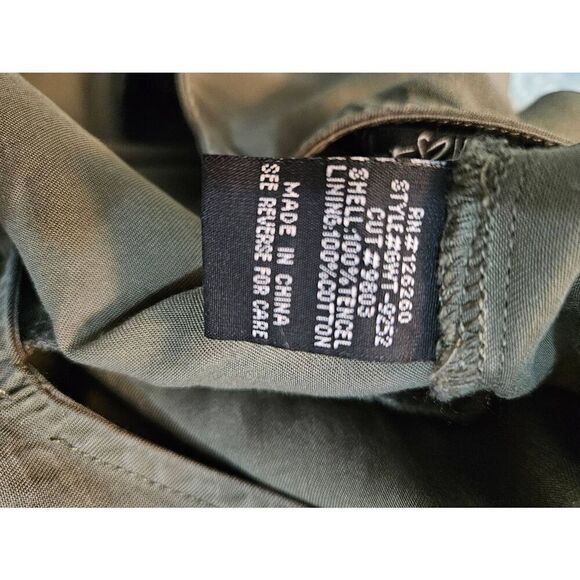 RN#126260
STYLE#6WT-9252
CUT #9803
SHELL:100%TENCEL
LINING:100%COTTON
MADE IN CHINA
SEE REVERSE FOR CARE